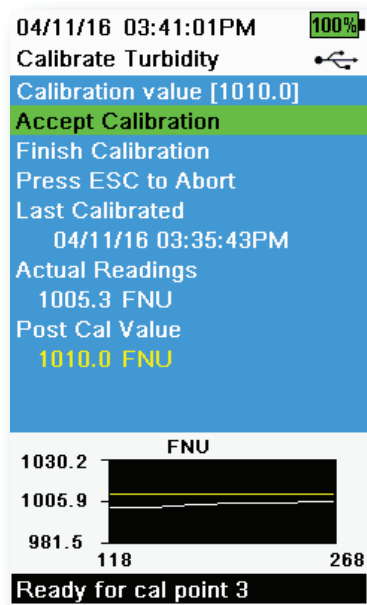 04/11/16 03:41:01PM 100%
Calibrate Turbidity
Calibration value [1010.0]
Accept Calibration
Finish Calibration
Press ESC to Abort
Last Calibrated
04/11/16 03:35:43PM
Actual Readings
1005.3 FNU
Post Cal Value
1010.0 FNU
FNU
1030.2
1005.9
981.5
118 268
Ready for cal point 3